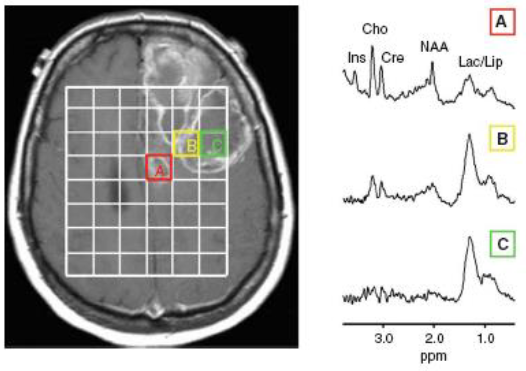 A
Cho
Ins
Cre
NAA
Lac/Lip
B
C
B
C
A
3.0
2.0
1.0
ppm